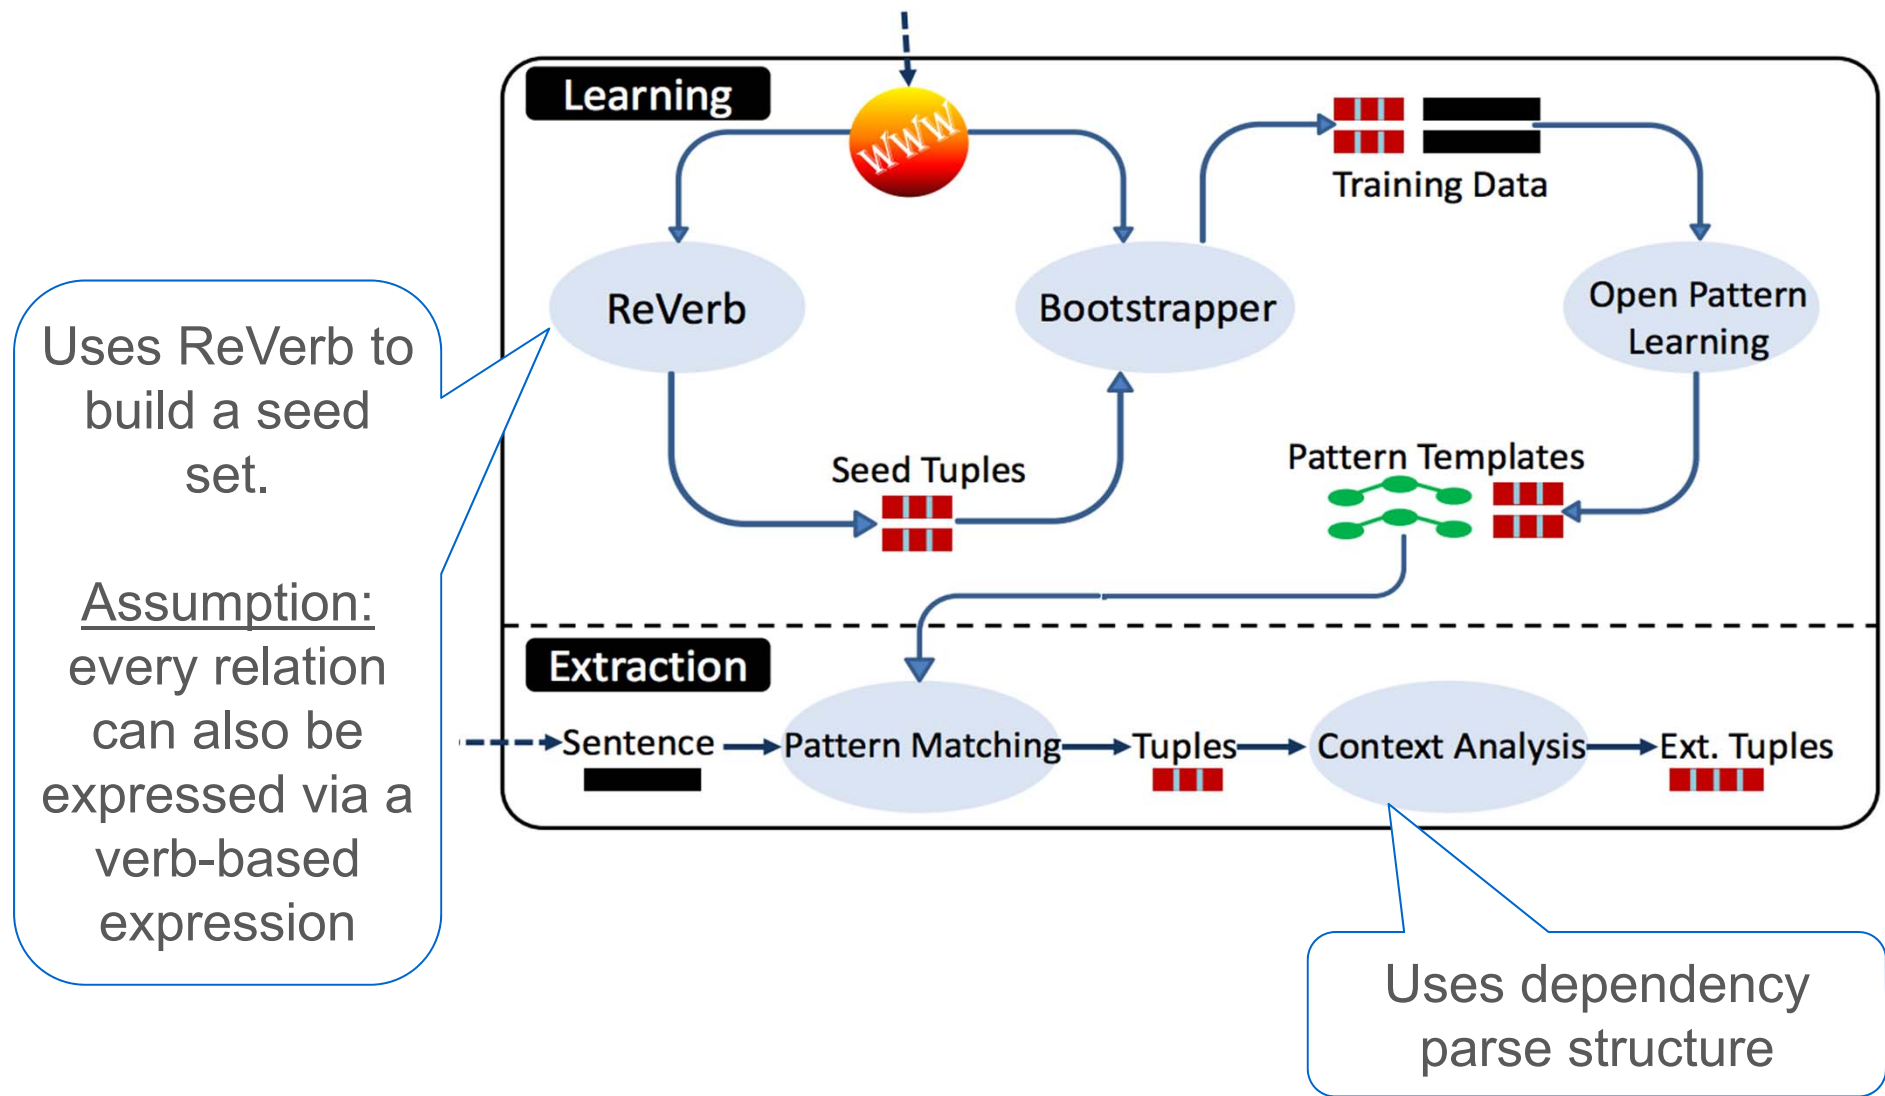 Learning
WWW
Training Data
ReVerb
Bootstrapper
Open Pattern
Learning
Uses ReVerb to
build a seed
set.
Assumption:
every relation
can also be
expressed via a
verb-based
expression
Seed Tuples
Pattern Templates
Extraction
Sentence
Pattern Matching
Tuples
Context Analysis
Ext. Tuples
Uses dependency
parse structure